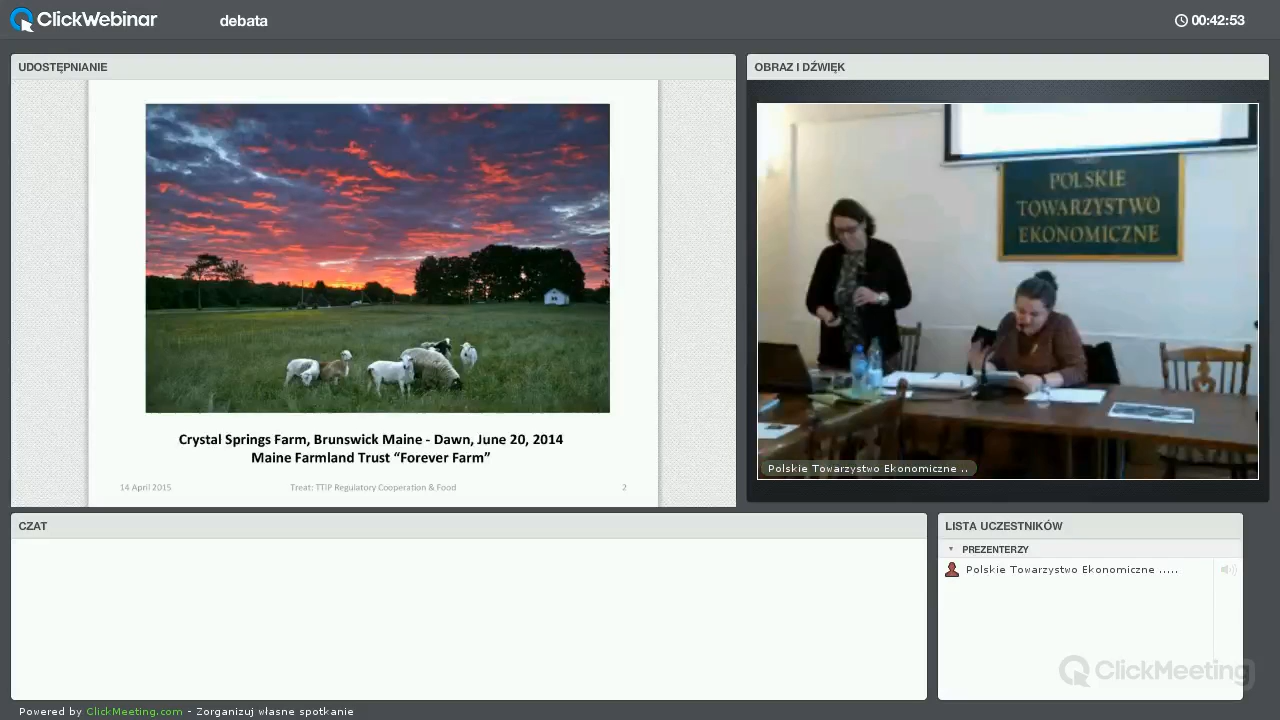 ClickWebinar
debata
00:42:53
UDOSTĘPNIANIE
OBRAZ I DŹWIĘK
POLSKIE
TOWARZYSTWO
EKONOMICZNE
Polskie Towarzystwo Ekonomiczne ..
Crystal Springs Farm, Brunswick Maine - Dawn, June 20, 2014
Maine Farmland Trust “Forever Farm”
14 April 2015
Treat: TTIP Regulatory Cooperation & Food
2
CZAT
LISTA UCZESTNIKÓW
PREZENTERZY
Polskie Towarzystwo Ekonomiczne .....
ClickMeeting
Powered by ClickMeeting.com - Zorganizuj własne spotkanie